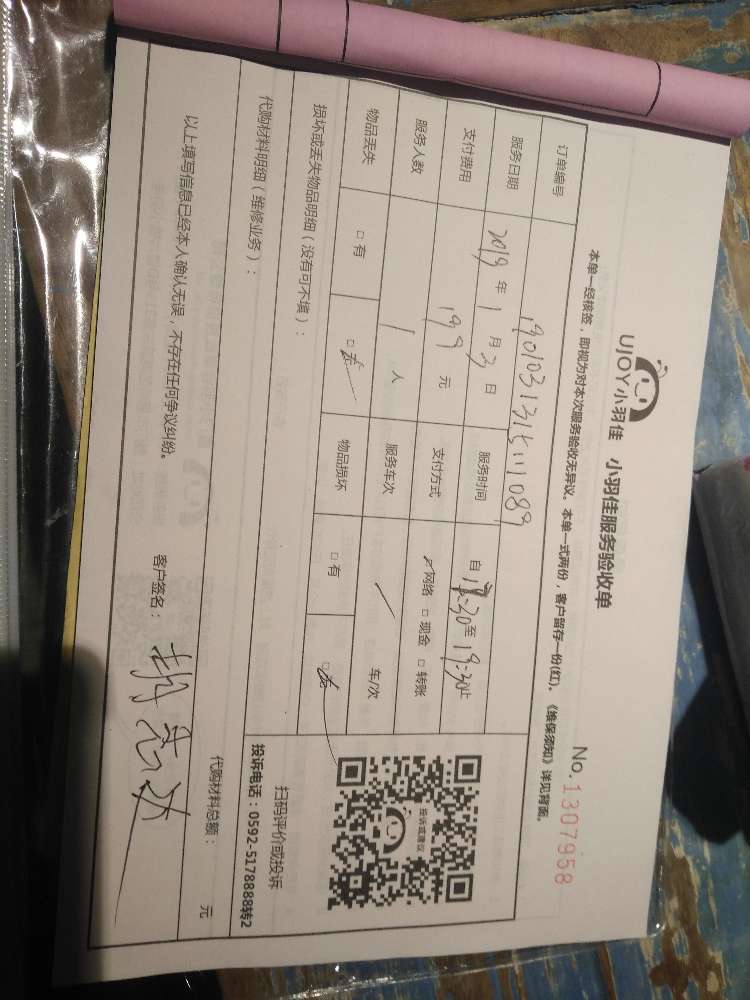 UJOY小羽佳 小羽佳服务验收单
No.1307958
本单一经核签，即视为对本次服务验收无异议。本单一式两份，客户留存一份(红)。《维保须知》详见背面。
订单编号 190103131511089
服务日期 2019 年 1 月 3 日 服务时间 自 :30 至 19:30 止
支付费用 199 元 支付方式 ☑网络 □现金 □转账
服务人数 1 人 服务车次 / 车/次
物品丢失 □有 ☑无 物品损坏 □有 ☑无
损坏或丢失物品明细（没有可不填）：
投诉或建议
扫码评价或投诉
投诉电话：0592-5178888转2
代购材料明细（维修业务）：
代购材料总额： 元
以上填写信息已经本人确认无误，不存在任何争议纠纷。 客户签名：